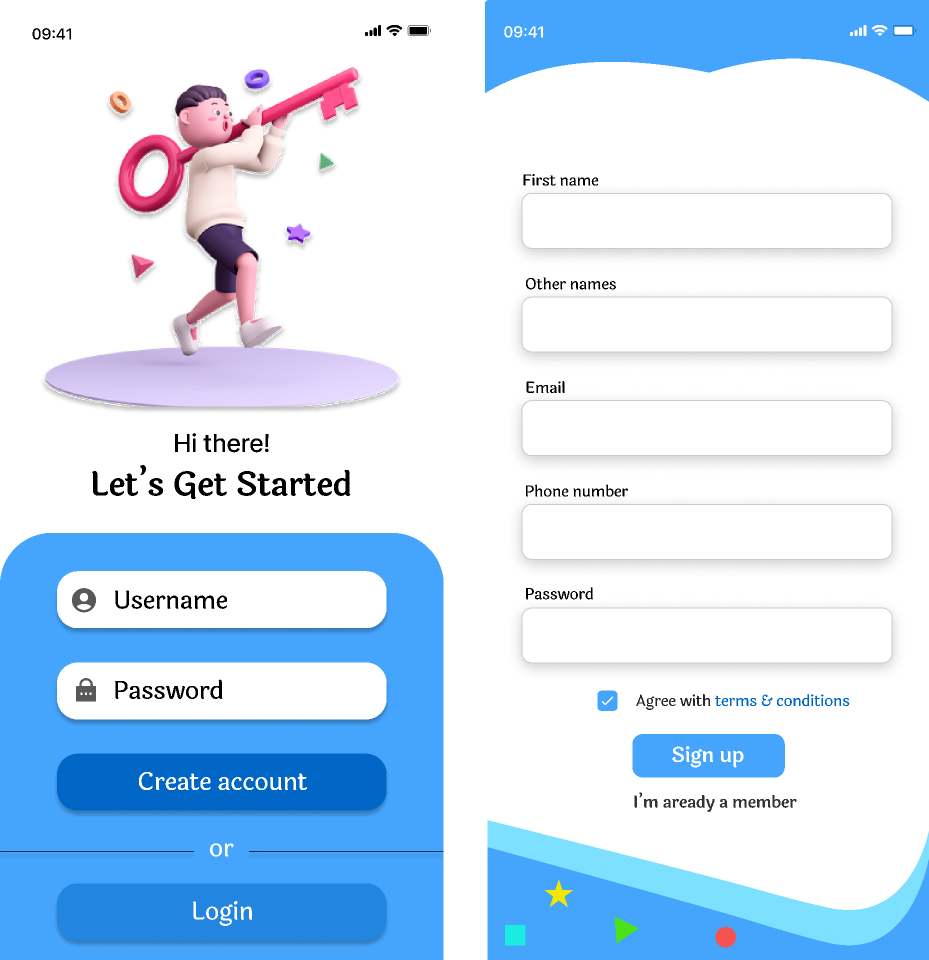 09:41
Hi there!
Let's Get Started
Username
Password
Create account
or
Login
09:41
First name
Other names
Email
Phone number
Password
Agree with terms & conditions
Sign up
I'm aready a member